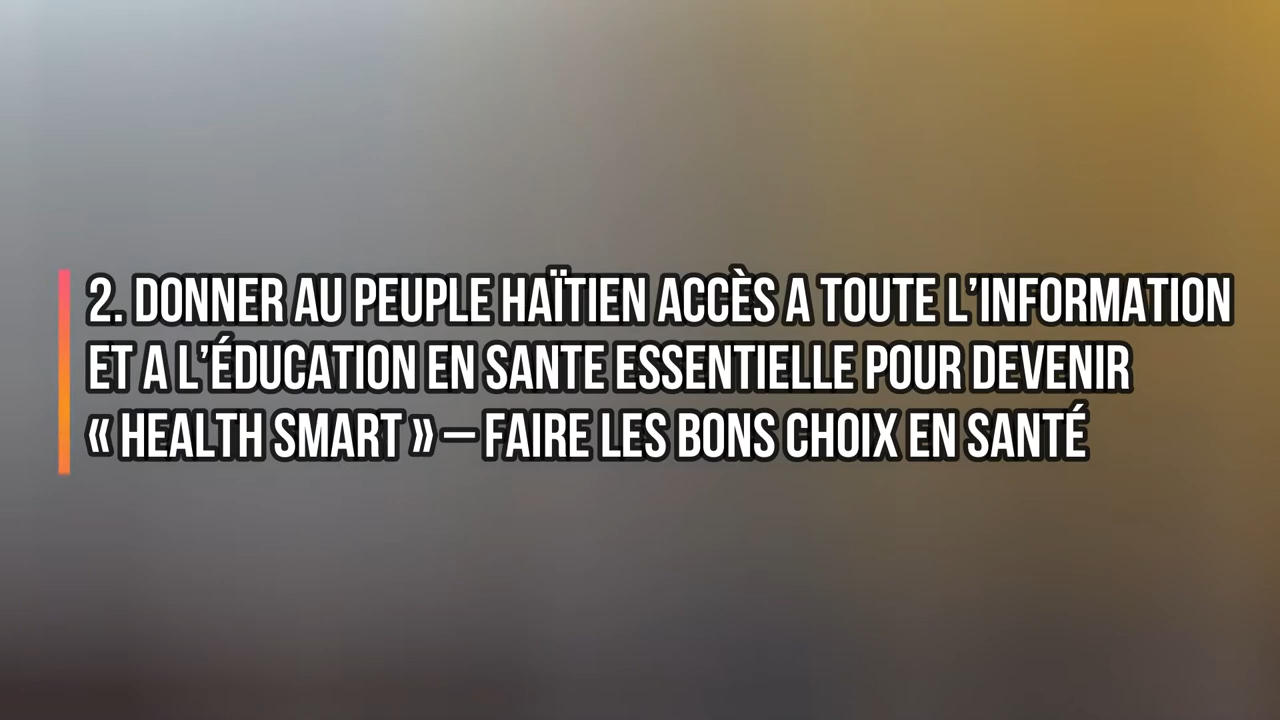 2. DONNER AU PEUPLE HAÏTIEN ACCÈS A TOUTE L’INFORMATION
ET A L’ÉDUCATION EN SANTE ESSENTIELLE POUR DEVENIR
« HEALTH SMART » – FAIRE LES BONS CHOIX EN SANTÉ